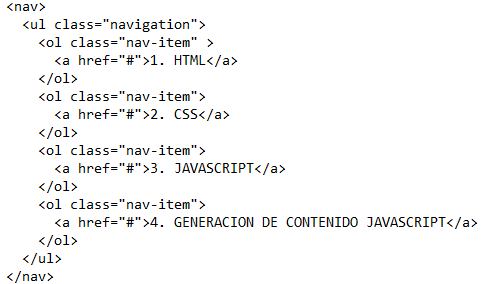 <nav>
  <ul class="navigation">
    <ol class="nav-item" >
      <a href="#">1. HTML</a>
    </ol>
    <ol class="nav-item">
      <a href="#">2. CSS</a>
    </ol>
    <ol class="nav-item">
      <a href="#">3. JAVASCRIPT</a>
    </ol>
    <ol class="nav-item">
      <a href="#">4. GENERACION DE CONTENIDO JAVASCRIPT</a>
    </ol>
  </ul>
</nav>